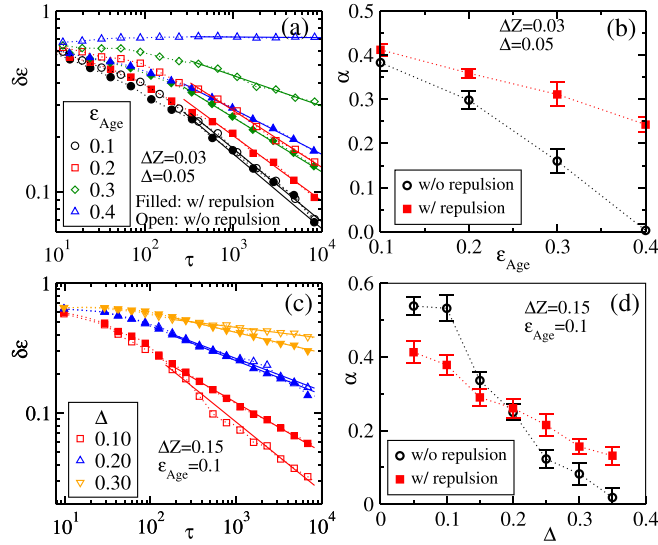 (a)
δε
1
0.1
ε_Age
0.1
0.2
0.3
0.4
ΔZ=0.03
Δ=0.05
Filled: w/ repulsion
Open: w/o repulsion
10^1 10^2 10^3 10^4
τ
(b)
α
0.5
0.4
0.3
0.2
0.1
0
ΔZ=0.03
Δ=0.05
w/o repulsion
w/ repulsion
0.1 0.2 0.3 0.4
ε_Age
(c)
δε
1
0.1
Δ
0.10
0.20
0.30
ΔZ=0.15
ε_Age=0.1
10^1 10^2 10^3 10^4
τ
(d)
α
0.6
0.4
0.2
0
ΔZ=0.15
ε_Age=0.1
w/o repulsion
w/ repulsion
0 0.1 0.2 0.3 0.4
Δ